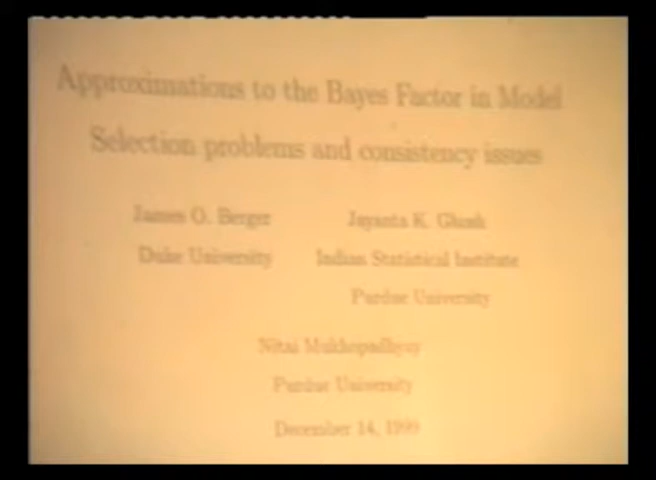 Approximations to the Bayes Factor in Model
Selection problems and consistency issues
James O. Berger Jayanta K. Ghosh
Duke University Indian Statistical Institute
Purdue University
Nitai Mukhopadhyay
Purdue University
December 14, 1999